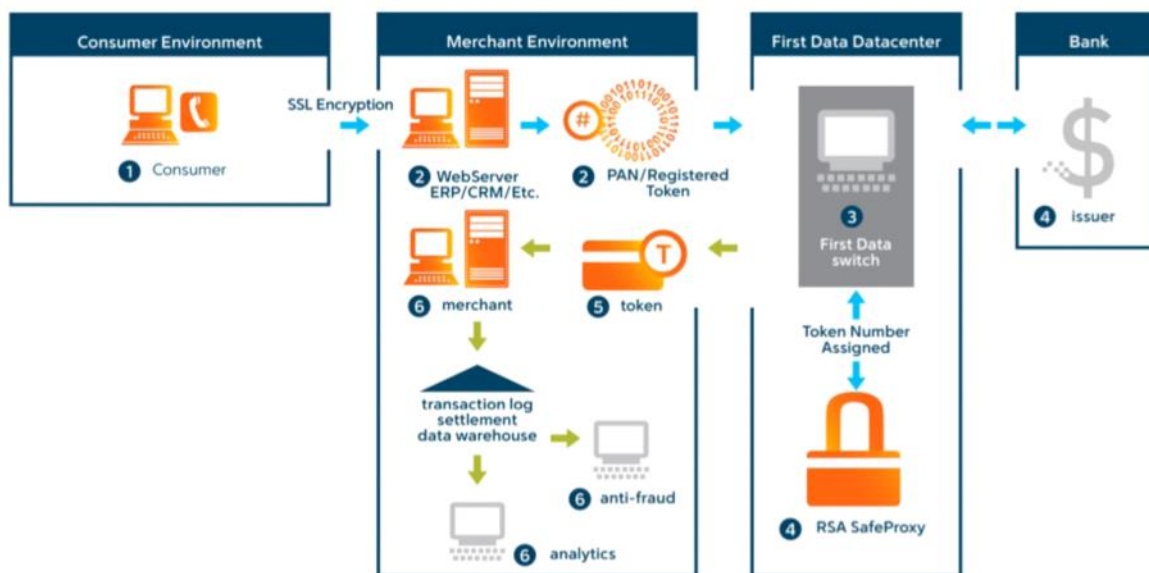 Consumer Environment
Merchant Environment
First Data Datacenter
Bank
SSL Encryption
1 Consumer
2 WebServer
ERP/CRM/Etc.
#
2 PAN/Registered
Token
3
First Data
switch
$
4 issuer
6 merchant
T
5 token
Token Number
Assigned
transaction log
settlement
data warehouse
6 anti-fraud
6 analytics
4 RSA SafeProxy